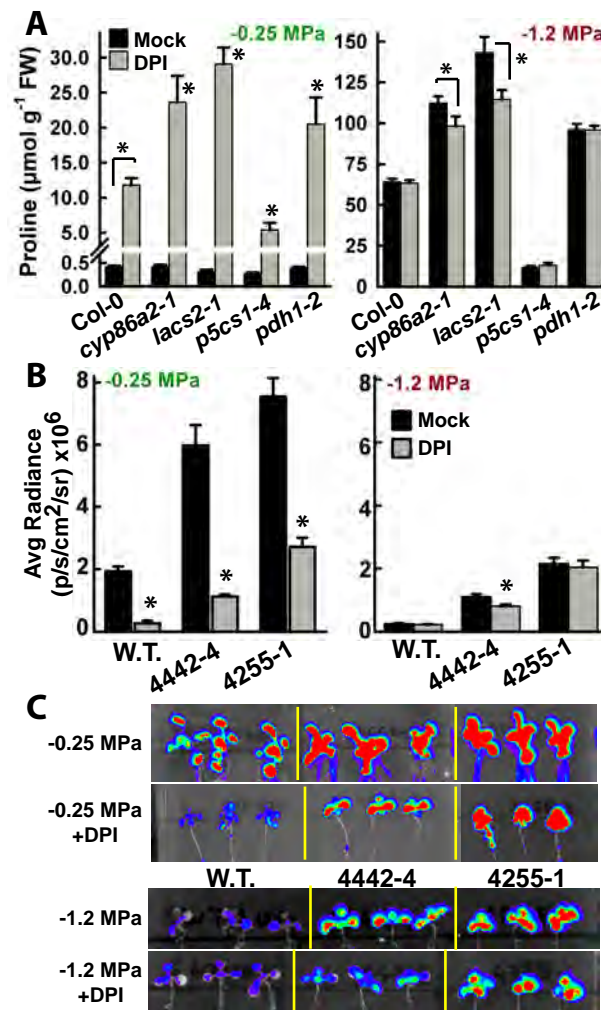 A
Mock
DPI
-0.25 MPa
-1.2 MPa
Proline (µmol g⁻¹ FW)
30.0
25.0
20.0
15.0
10.0
5.0
0.5
0.0
* * * * *
150
125
100
75
50
25
0
* *
Col-0
cyp86a2-1
lacs2-1
p5cs1-4
pdh1-2
Col-0
cyp86a2-1
lacs2-1
p5cs1-4
pdh1-2
B
-0.25 MPa
-1.2 MPa
Mock
DPI
Avg Radiance
(p/s/cm²/sr) x10⁶
8
6
4
2
0
* * *
8
6
4
2
0
*
W.T.
4442-4
4255-1
W.T.
4442-4
4255-1
C
-0.25 MPa
-0.25 MPa
+DPI
W.T. 4442-4 4255-1
-1.2 MPa
-1.2 MPa
+DPI